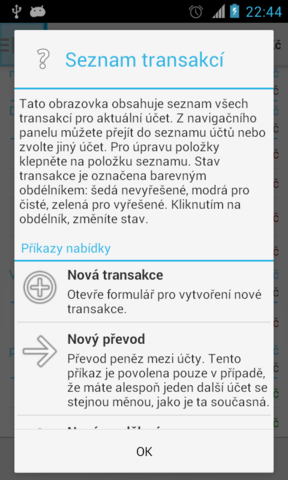 22:44
Seznam transakcí
Tato obrazovka obsahuje seznam všech
transakcí pro aktuální účet. Z navigačního
panelu můžete přejít do seznamu účtů nebo
zvolte jiný účet. Pro úpravu položky
klepněte na položku seznamu. Stav
transakce je označena barevným
obdélníkem: šedá nevyřešené, modrá pro
čisté, zelená pro vyřešené. Kliknutím na
obdélník, změníte stav.
Příkazy nabídky
Nová transakce
Otevře formulář pro vytvoření nové
transakce.
Nový převod
Převod peněz mezi účty. Tento
příkaz je povolena pouze v případě,
že máte alespoň jeden další účet se
stejnou měnou, jako je ta současná.
OK